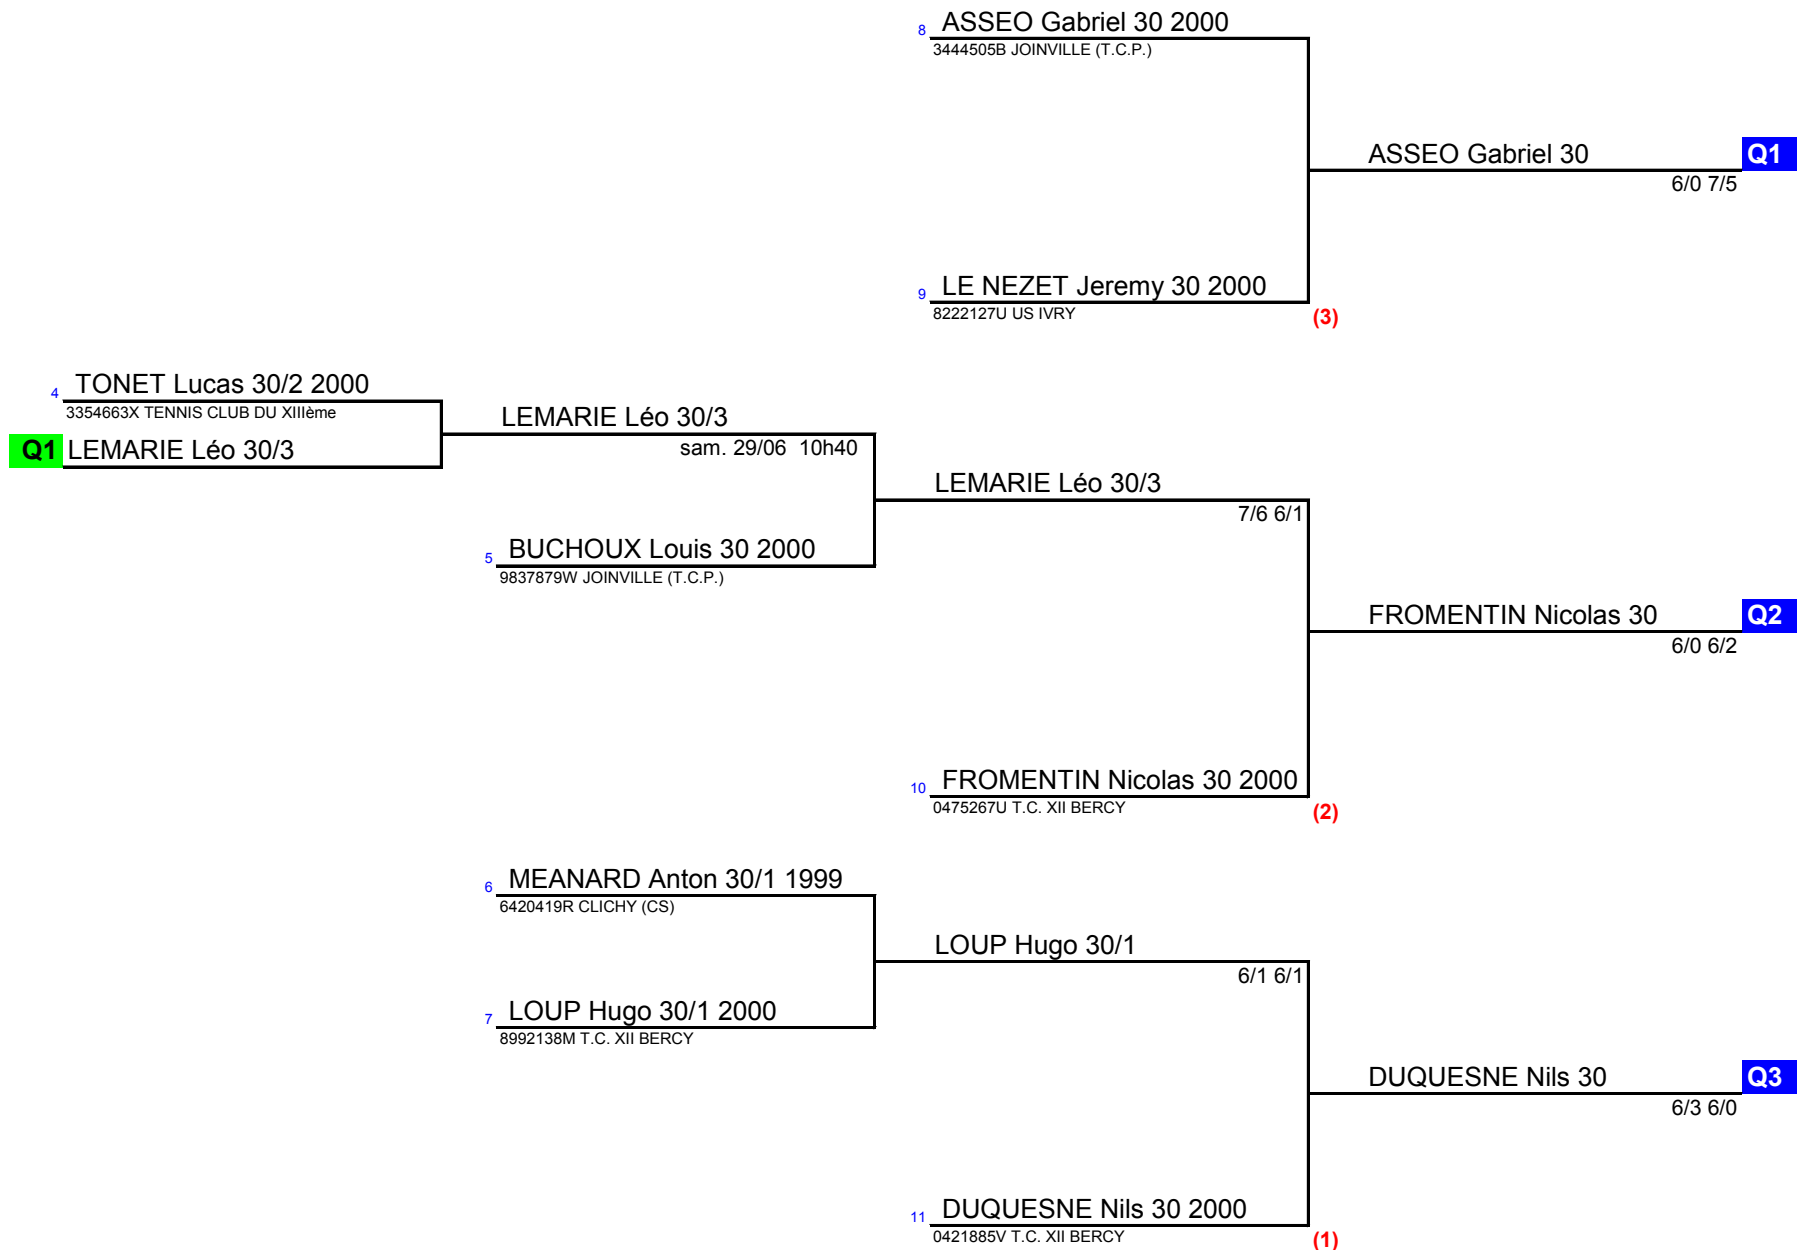 8 ASSEO Gabriel 30 2000
3444505B JOINVILLE (T.C.P.)
ASSEO Gabriel 30 Q1
6/0 7/5
9 LE NEZET Jeremy 30 2000
8222127U US IVRY
(3)
4 TONET Lucas 30/2 2000
3354663X TENNIS CLUB DU XIIIème
LEMARIE Léo 30/3
sam. 29/06 10h40
Q1 LEMARIE Léo 30/3
LEMARIE Léo 30/3
7/6 6/1
5 BUCHOUX Louis 30 2000
9837879W JOINVILLE (T.C.P.)
FROMENTIN Nicolas 30 Q2
6/0 6/2
10 FROMENTIN Nicolas 30 2000
0475267U T.C. XII BERCY
(2)
6 MEANARD Anton 30/1 1999
6420419R CLICHY (CS)
LOUP Hugo 30/1
6/1 6/1
7 LOUP Hugo 30/1 2000
8992138M T.C. XII BERCY
DUQUESNE Nils 30 Q3
6/3 6/0
11 DUQUESNE Nils 30 2000
0421885V T.C. XII BERCY
(1)